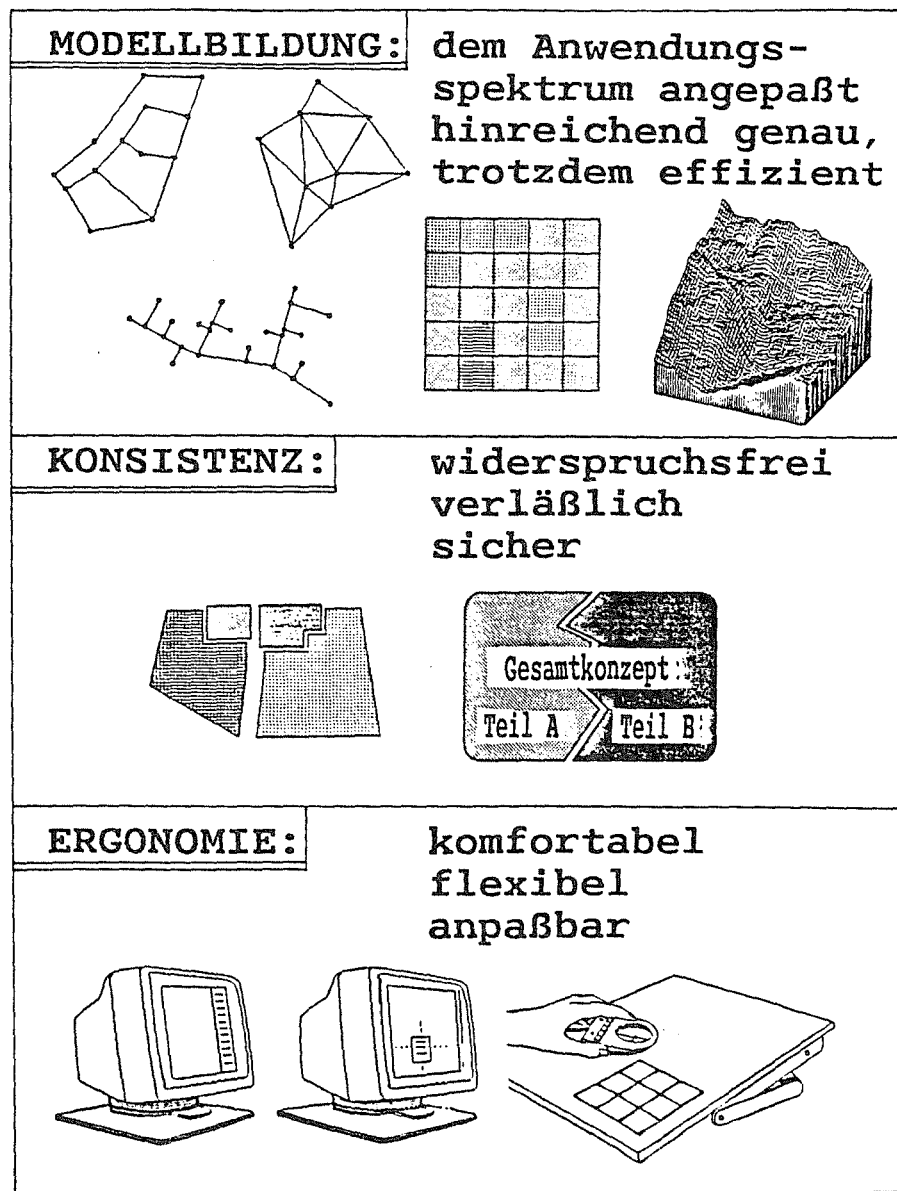 MODELLBILDUNG:
dem Anwendungs-
spektrum angepaßt
hinreichend genau,
trotzdem effizient
KONSISTENZ:
widerspruchsfrei
verläßlich
sicher
Gesamtkonzept
Teil A
Teil B
ERGONOMIE:
komfortabel
flexibel
anpaßbar